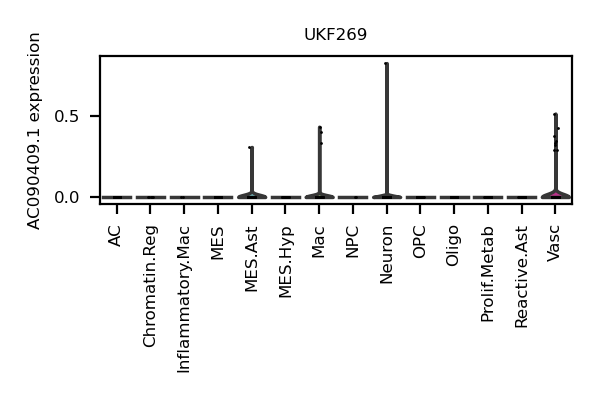 UKF269
AC090409.1 expression
0.5
0.0
AC
Chromatin.Reg
Inflammatory.Mac
MES
MES.Ast
MES.Hyp
Mac
NPC
Neuron
OPC
Oligo
Prolif.Metab
Reactive.Ast
Vasc